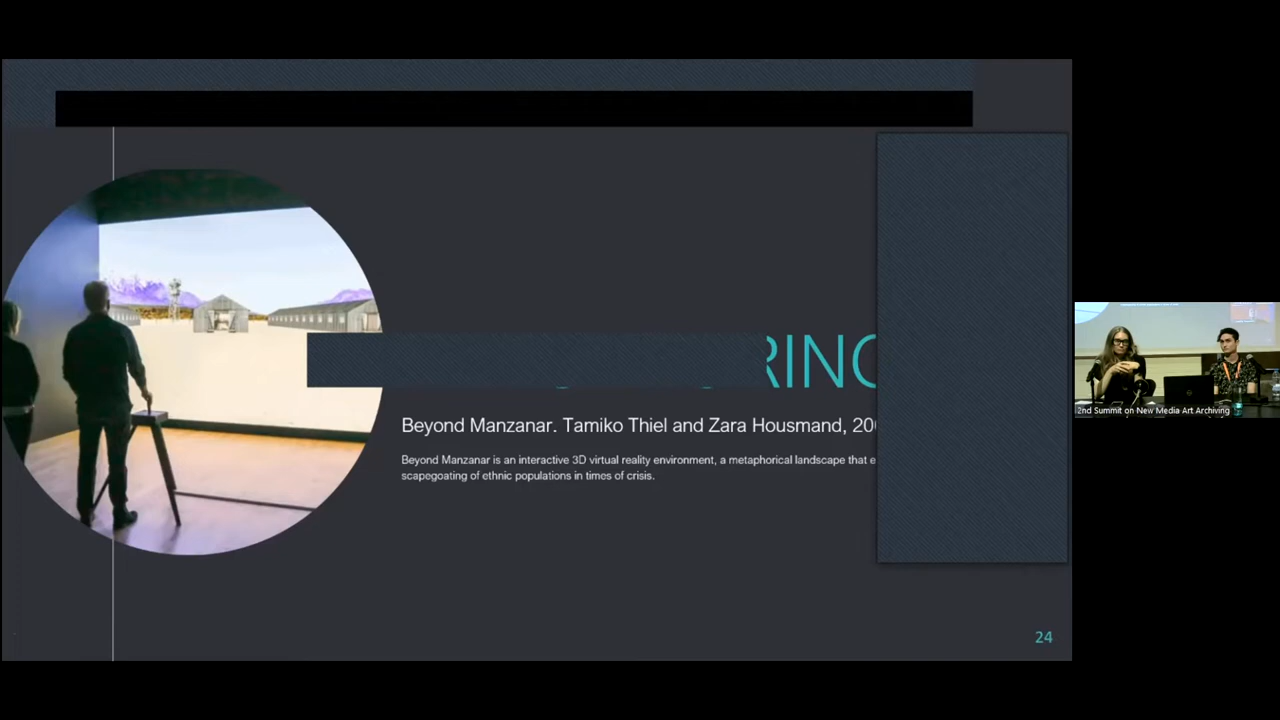 RING
Beyond Manzanar. Tamiko Thiel and Zara Housmand, 20
Beyond Manzanar is an interactive 3D virtual reality environment, a metaphorical landscape that e
scapegoating of ethnic populations in times of crisis.
2nd Summit on New Media Art Archiving
24